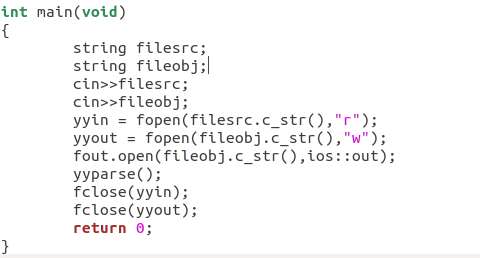 int main(void)
{
        string filesrc;
        string fileobj;
        cin>>filesrc;
        cin>>fileobj;
        yyin = fopen(filesrc.c_str(),"r");
        yyout = fopen(fileobj.c_str(),"w");
        fout.open(fileobj.c_str(),ios::out);
        yyparse();
        fclose(yyin);
        fclose(yyout);
        return 0;
}